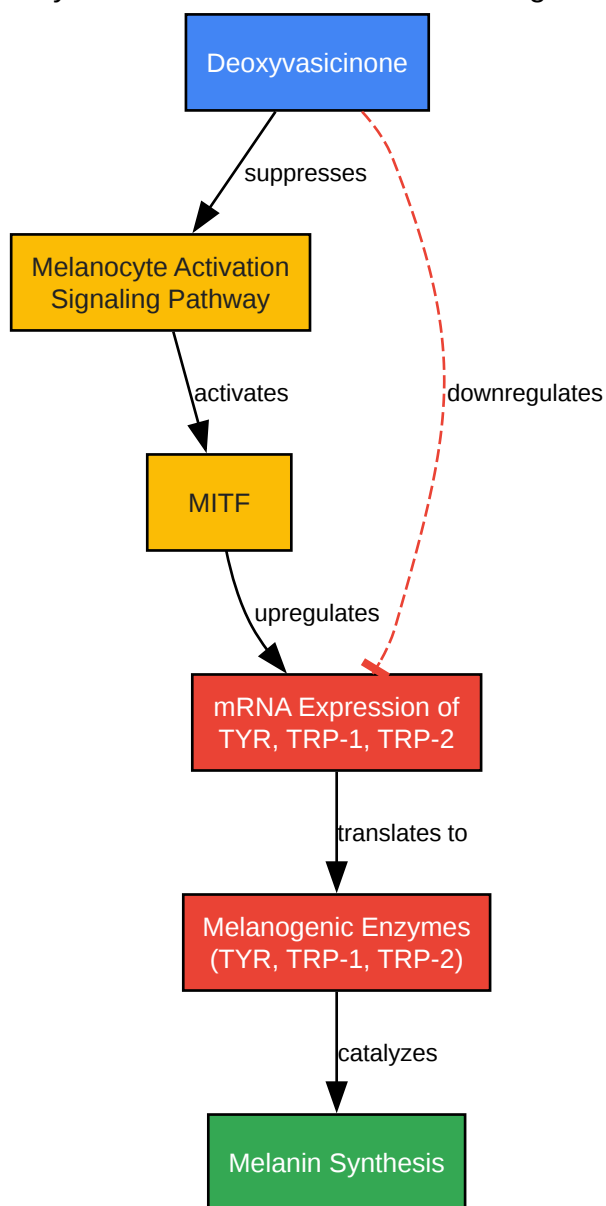 Deoxyvasicinone
suppresses
Melanocyte Activation
Signaling Pathway
activates
downregulates
MITF
upregulates
mRNA Expression of
TYR, TRP-1, TRP-2
translates to
Melanogenic Enzymes
(TYR, TRP-1, TRP-2)
catalyzes
Melanin Synthesis